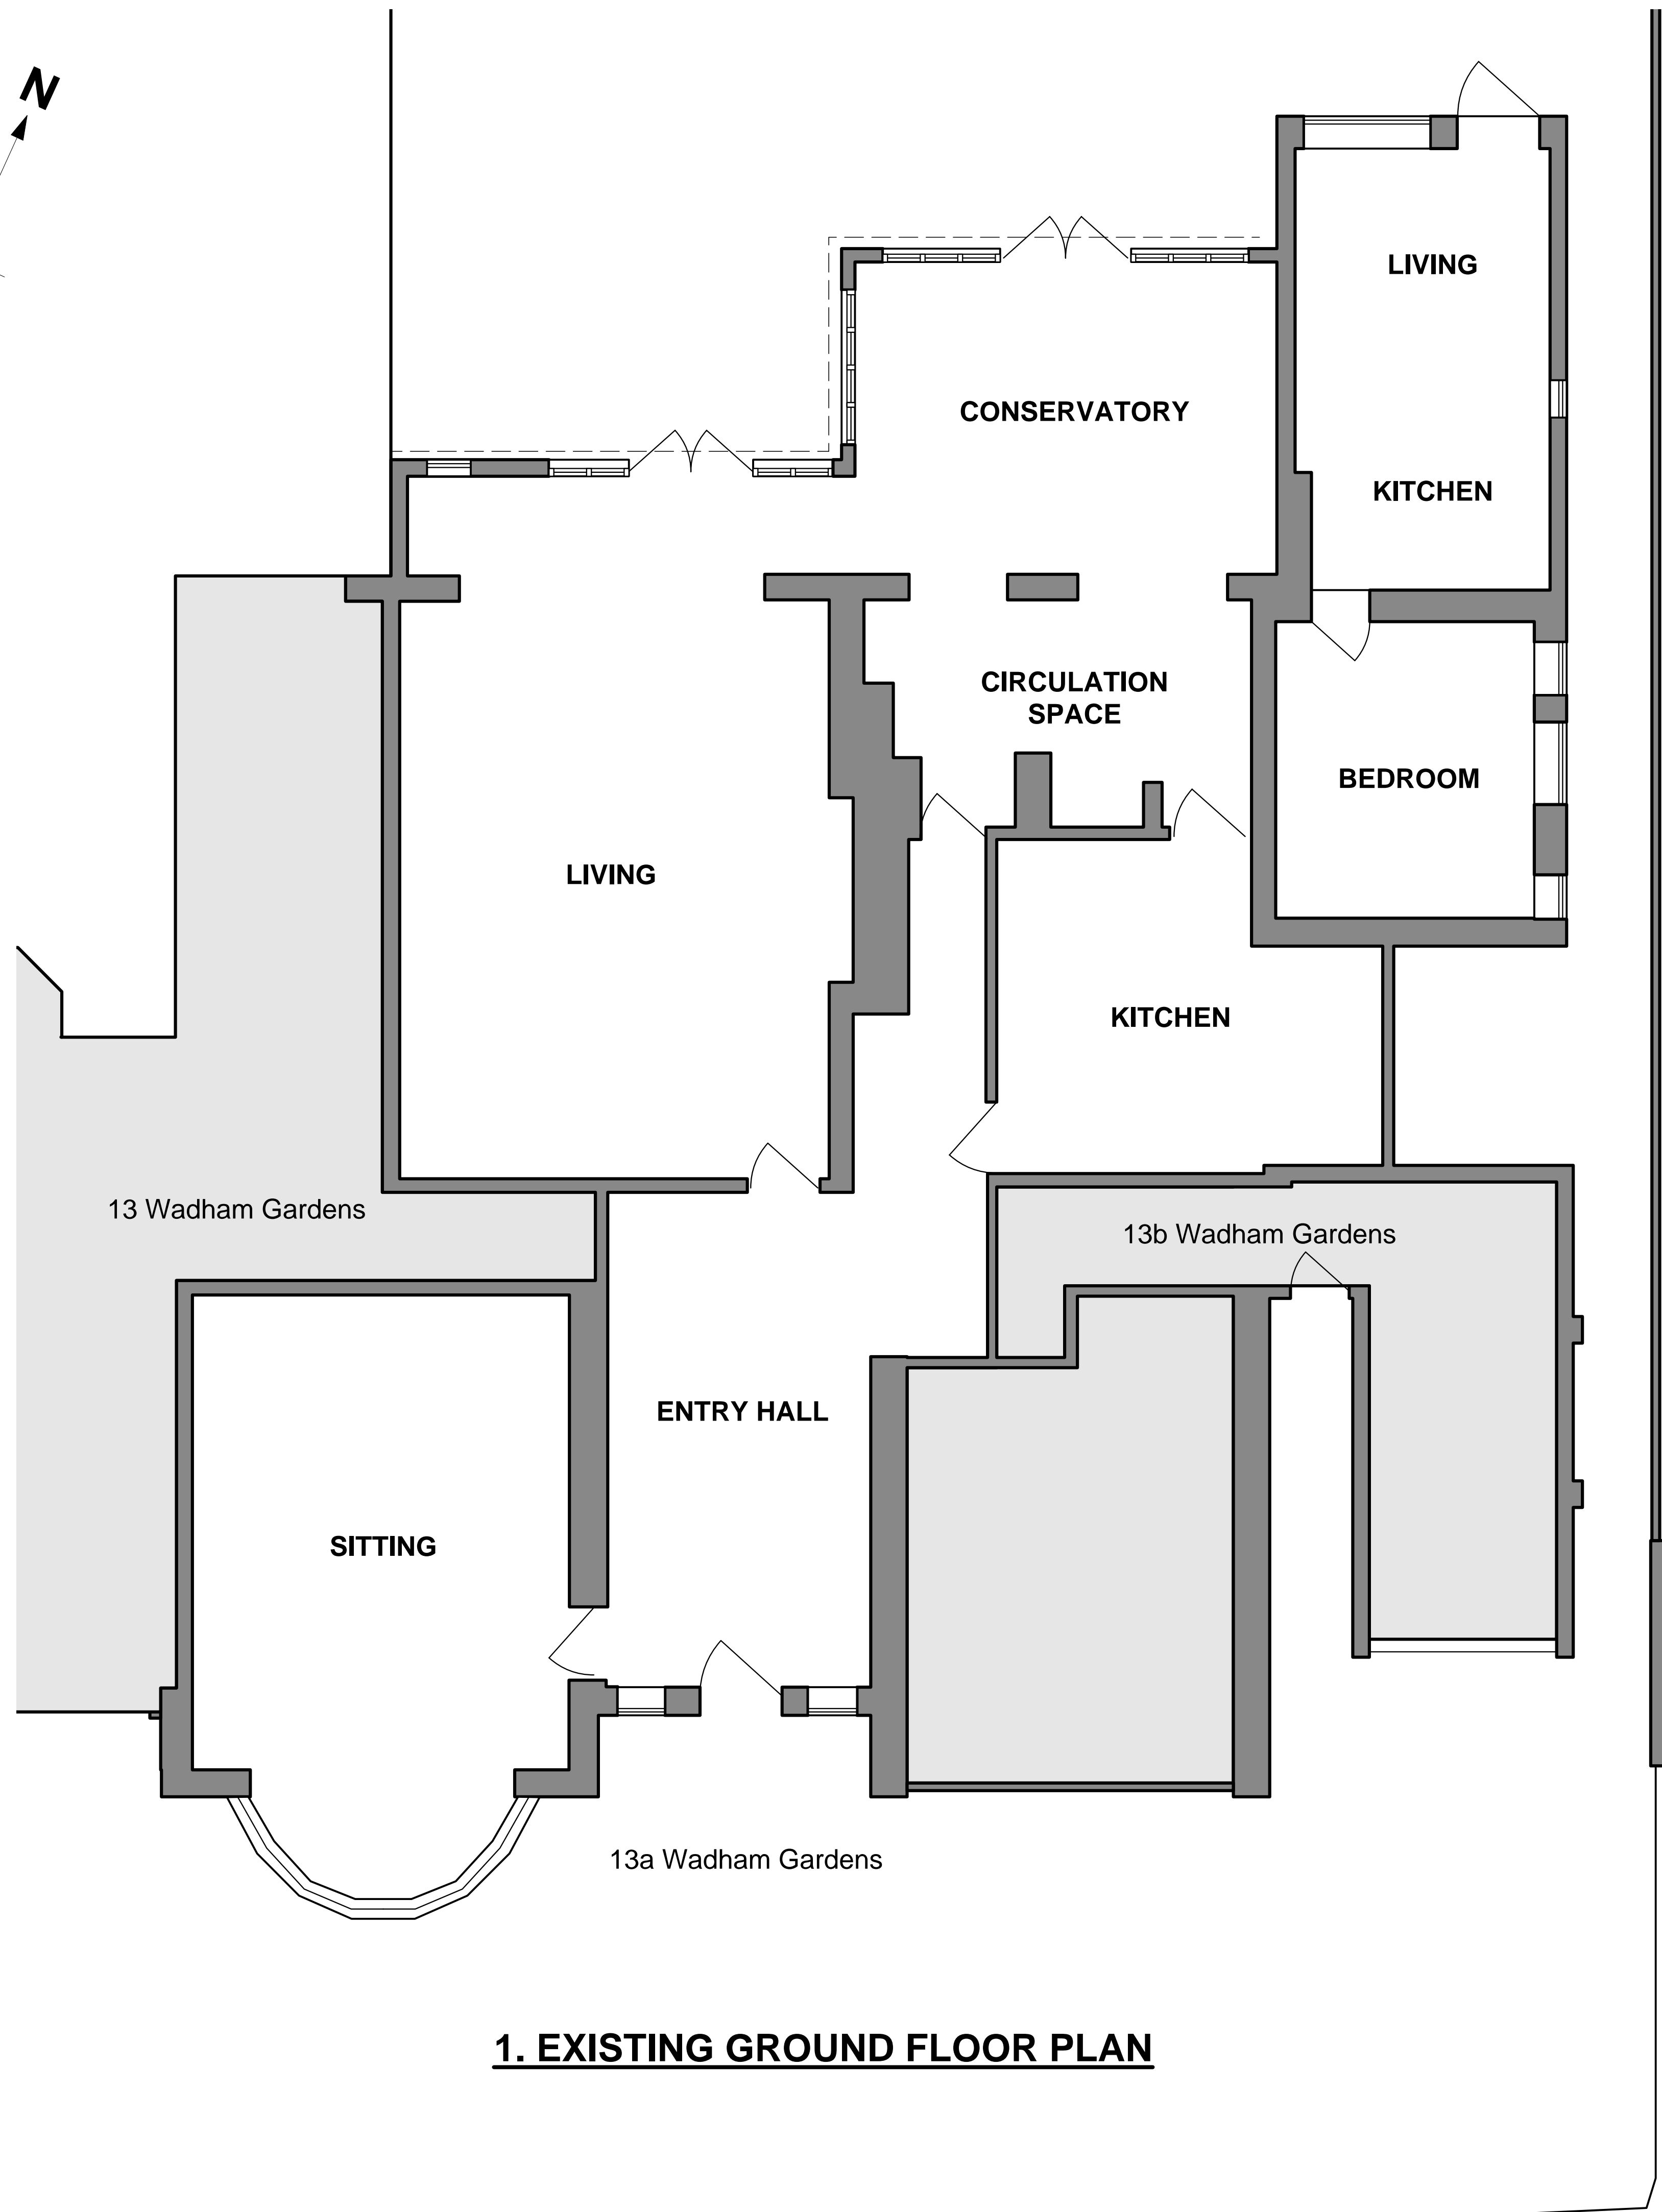 N
LIVING
CONSERVATORY
KITCHEN
CIRCULATION
SPACE
BEDROOM
LIVING
KITCHEN
13 Wadham Gardens
13b Wadham Gardens
ENTRY HALL
SITTING
13a Wadham Gardens
1. EXISTING GROUND FLOOR PLAN